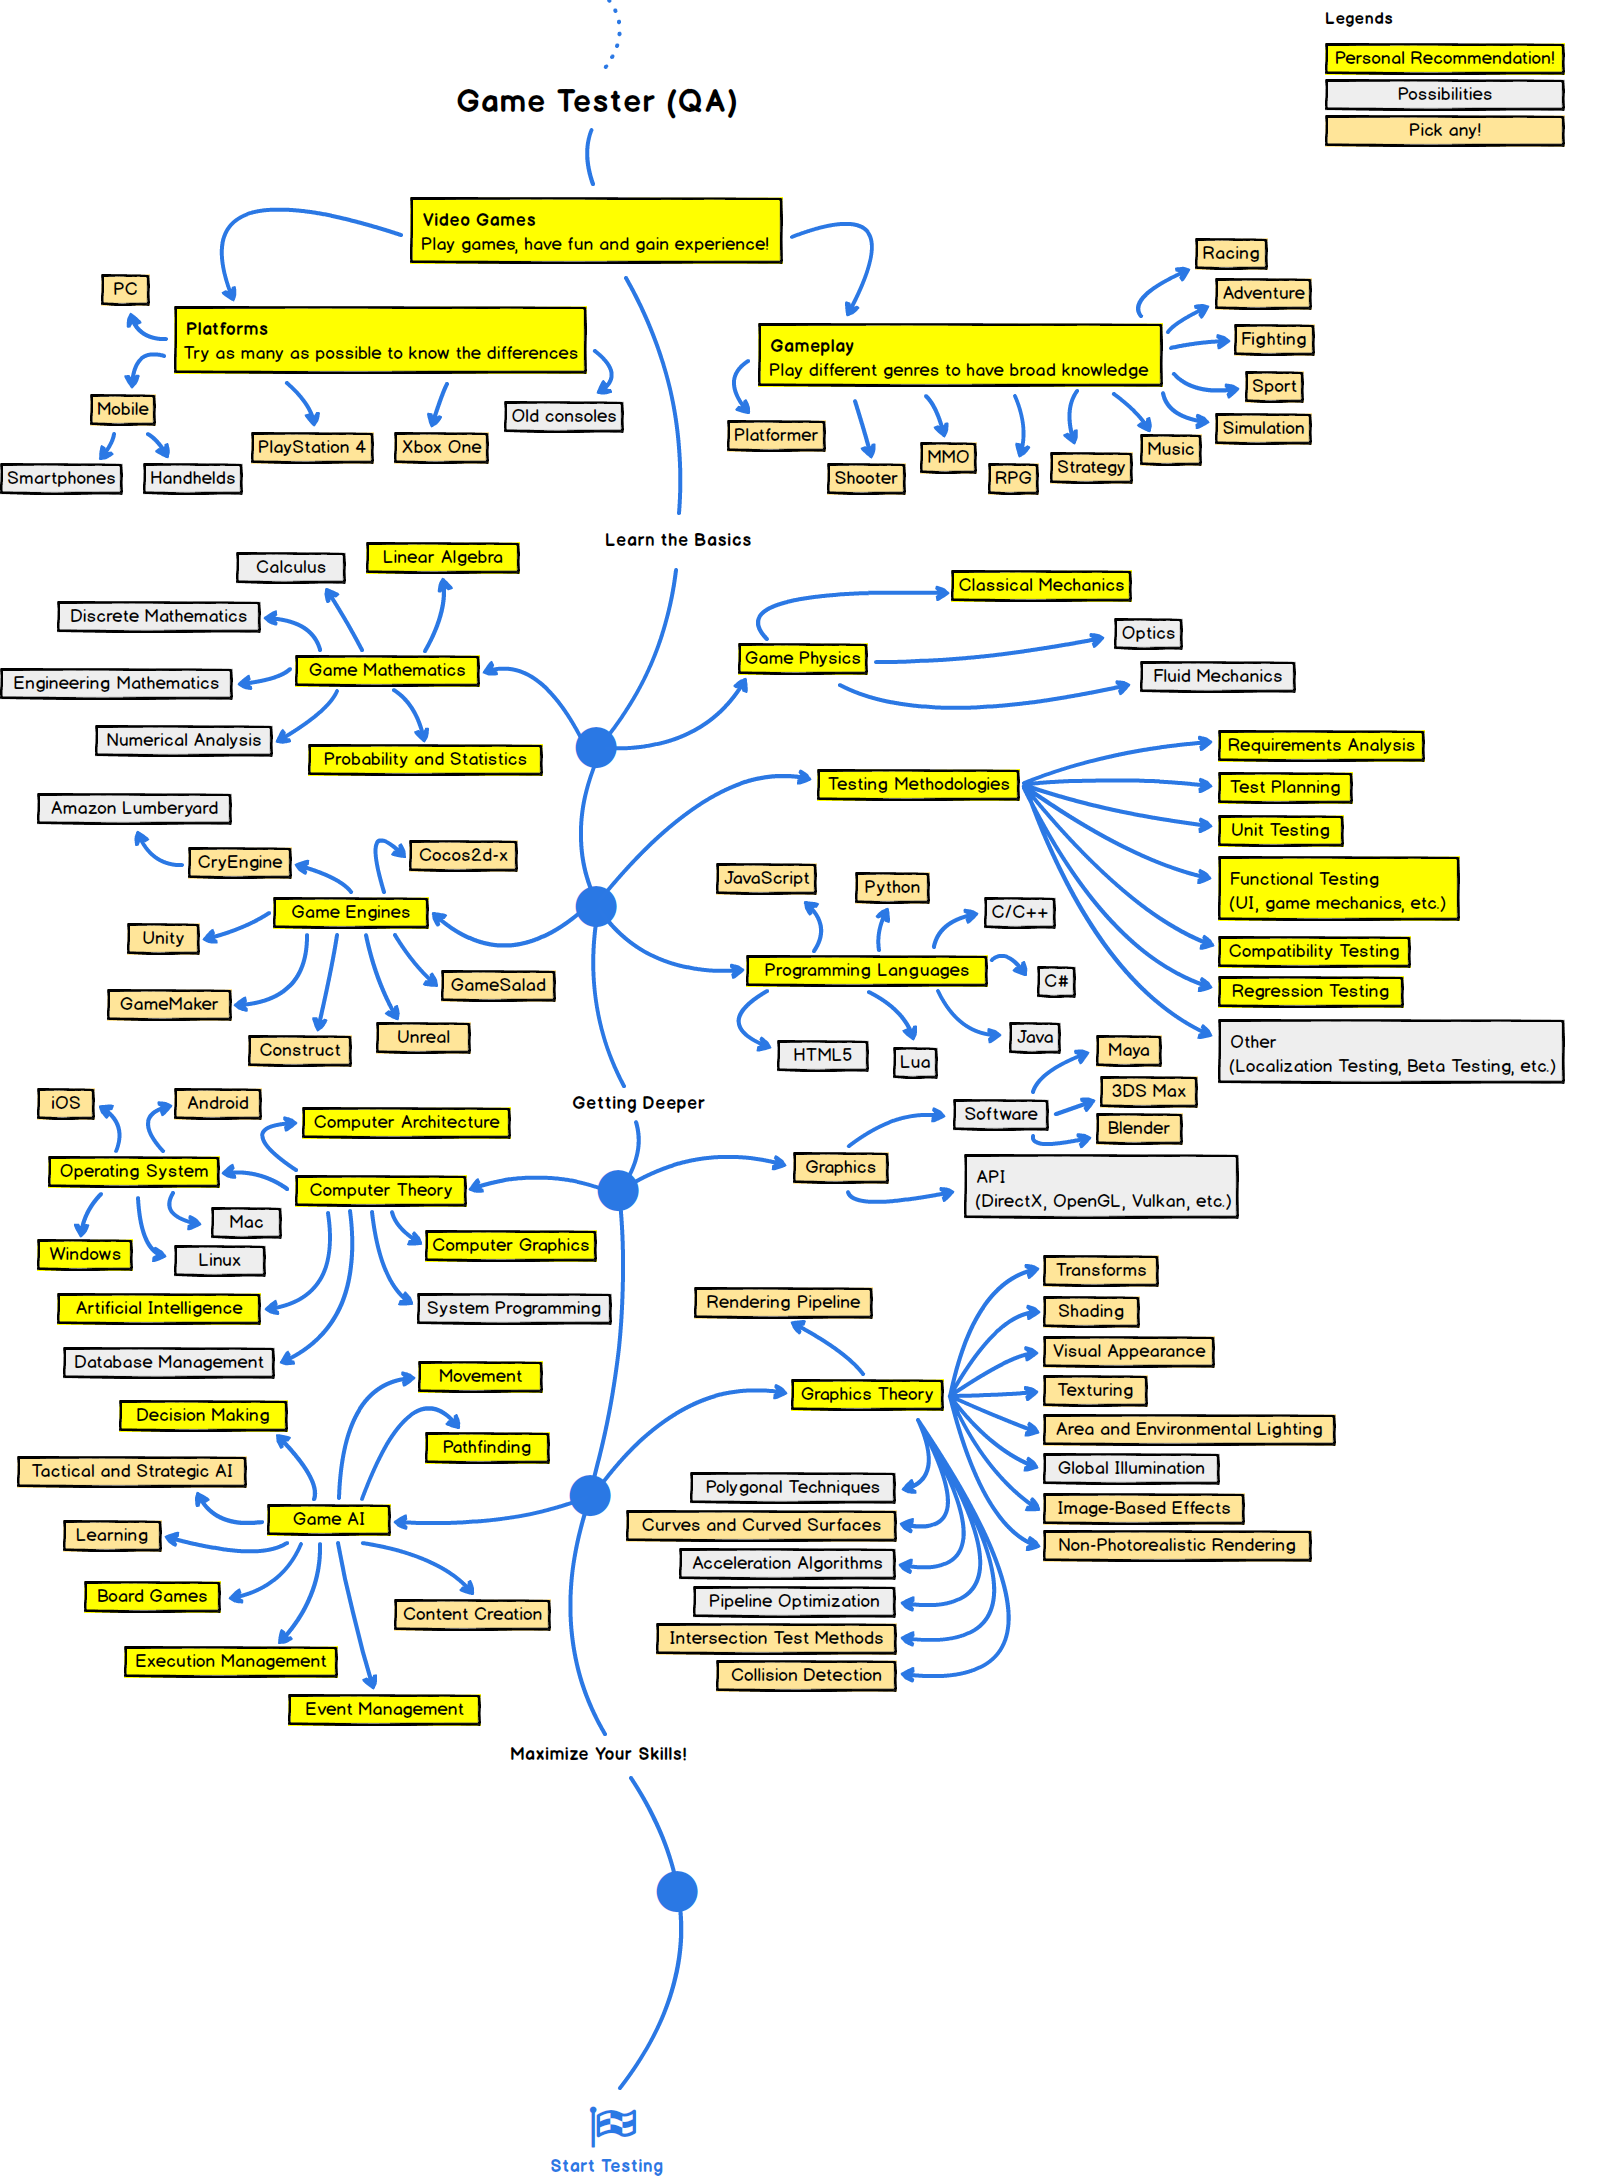 Legends
Personal Recommendation!
Possibilities
Pick any!
Game Tester (QA)
Video Games
Play games, have fun and gain experience!
Platforms
Try as many as possible to know the differences
PC
Mobile
Smartphones
Handhelds
PlayStation 4
Xbox One
Old consoles
Gameplay
Play different genres to have broad knowledge
Racing
Adventure
Fighting
Sport
Simulation
Music
Strategy
RPG
MMO
Shooter
Platformer
Learn the Basics
Game Mathematics
Linear Algebra
Calculus
Discrete Mathematics
Engineering Mathematics
Numerical Analysis
Probability and Statistics
Game Physics
Classical Mechanics
Optics
Fluid Mechanics
Testing Methodologies
Requirements Analysis
Test Planning
Unit Testing
Functional Testing
(UI, game mechanics, etc.)
Compatibility Testing
Regression Testing
Other
(Localization Testing, Beta Testing, etc.)
Game Engines
Amazon Lumberyard
CryEngine
Cocos2d-x
Unity
GameMaker
Construct
Unreal
GameSalad
Programming Languages
JavaScript
Python
C/C++
C#
Java
Lua
HTML5
Getting Deeper
Computer Theory
Computer Architecture
Operating System
iOS
Android
Windows
Linux
Mac
Computer Graphics
System Programming
Artificial Intelligence
Database Management
Graphics
Software
Maya
3DS Max
Blender
API
(DirectX, OpenGL, Vulkan, etc.)
Graphics Theory
Rendering Pipeline
Transforms
Shading
Visual Appearance
Texturing
Area and Environmental Lighting
Global Illumination
Image-Based Effects
Non-Photorealistic Rendering
Polygonal Techniques
Curves and Curved Surfaces
Acceleration Algorithms
Pipeline Optimization
Intersection Test Methods
Collision Detection
Game AI
Movement
Pathfinding
Decision Making
Tactical and Strategic AI
Learning
Board Games
Execution Management
Event Management
Content Creation
Maximize Your Skills!
Start Testing